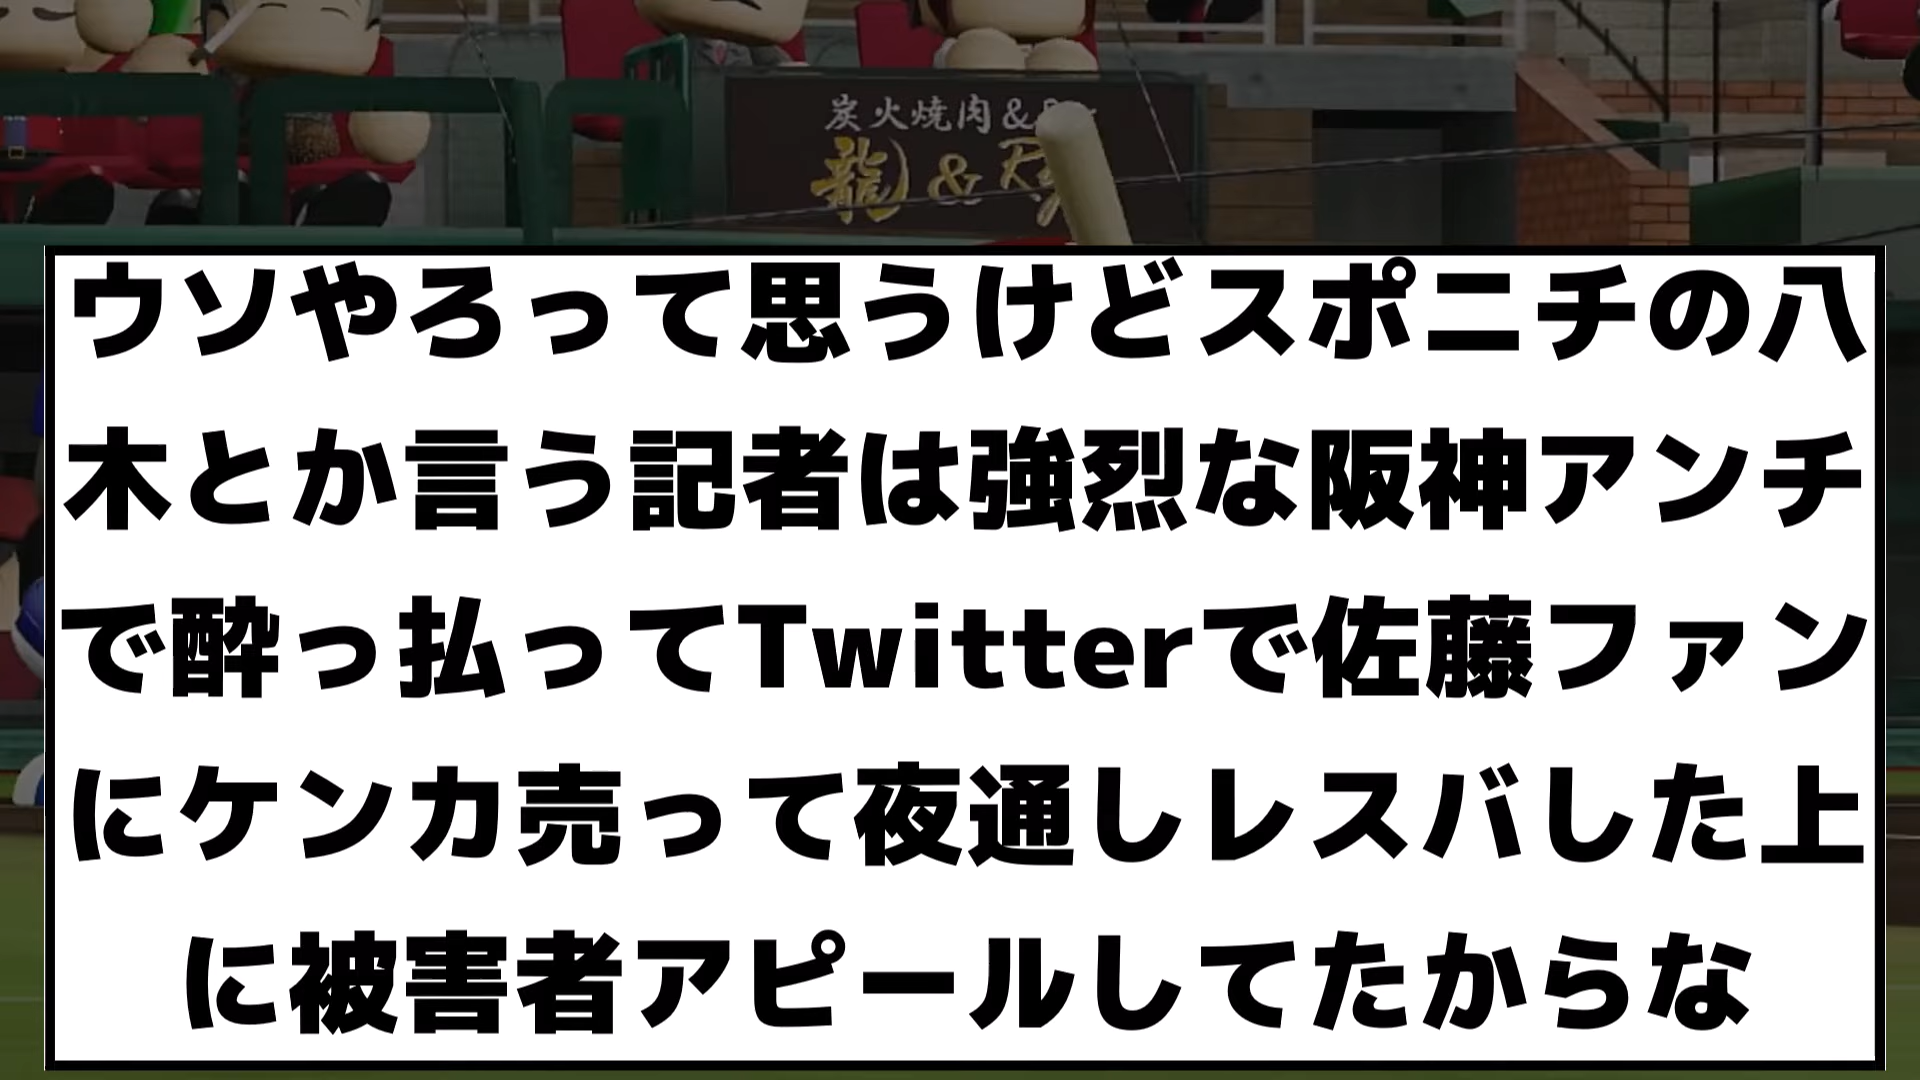 炭火焼肉&
龍&
ウソやろって思うけどスポニチの八
木とか言う記者は強烈な阪神アンチ
で酔っ払ってTwitterで佐藤ファン
にケンカ売って夜通しレスバした上
に被害者アピールしてたからな